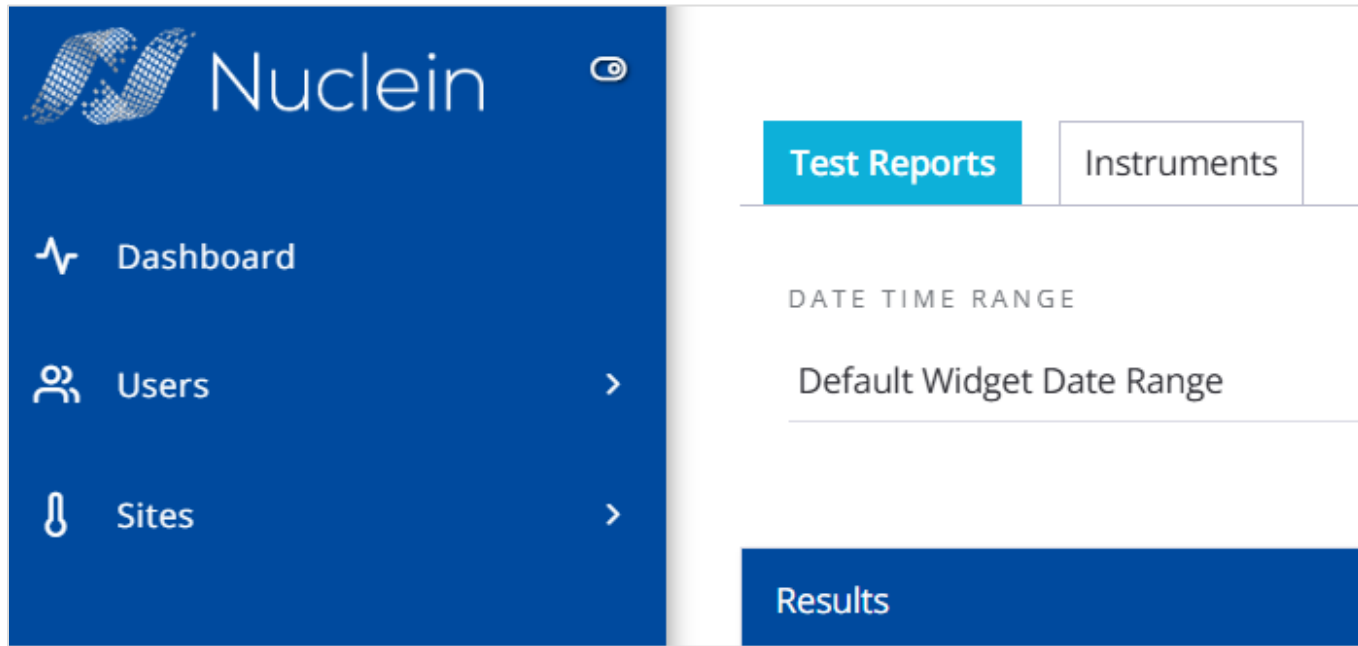 Nuclein
Dashboard
Users
Sites
Test Reports
Instruments
DATE TIME RANGE
Default Widget Date Range
Results